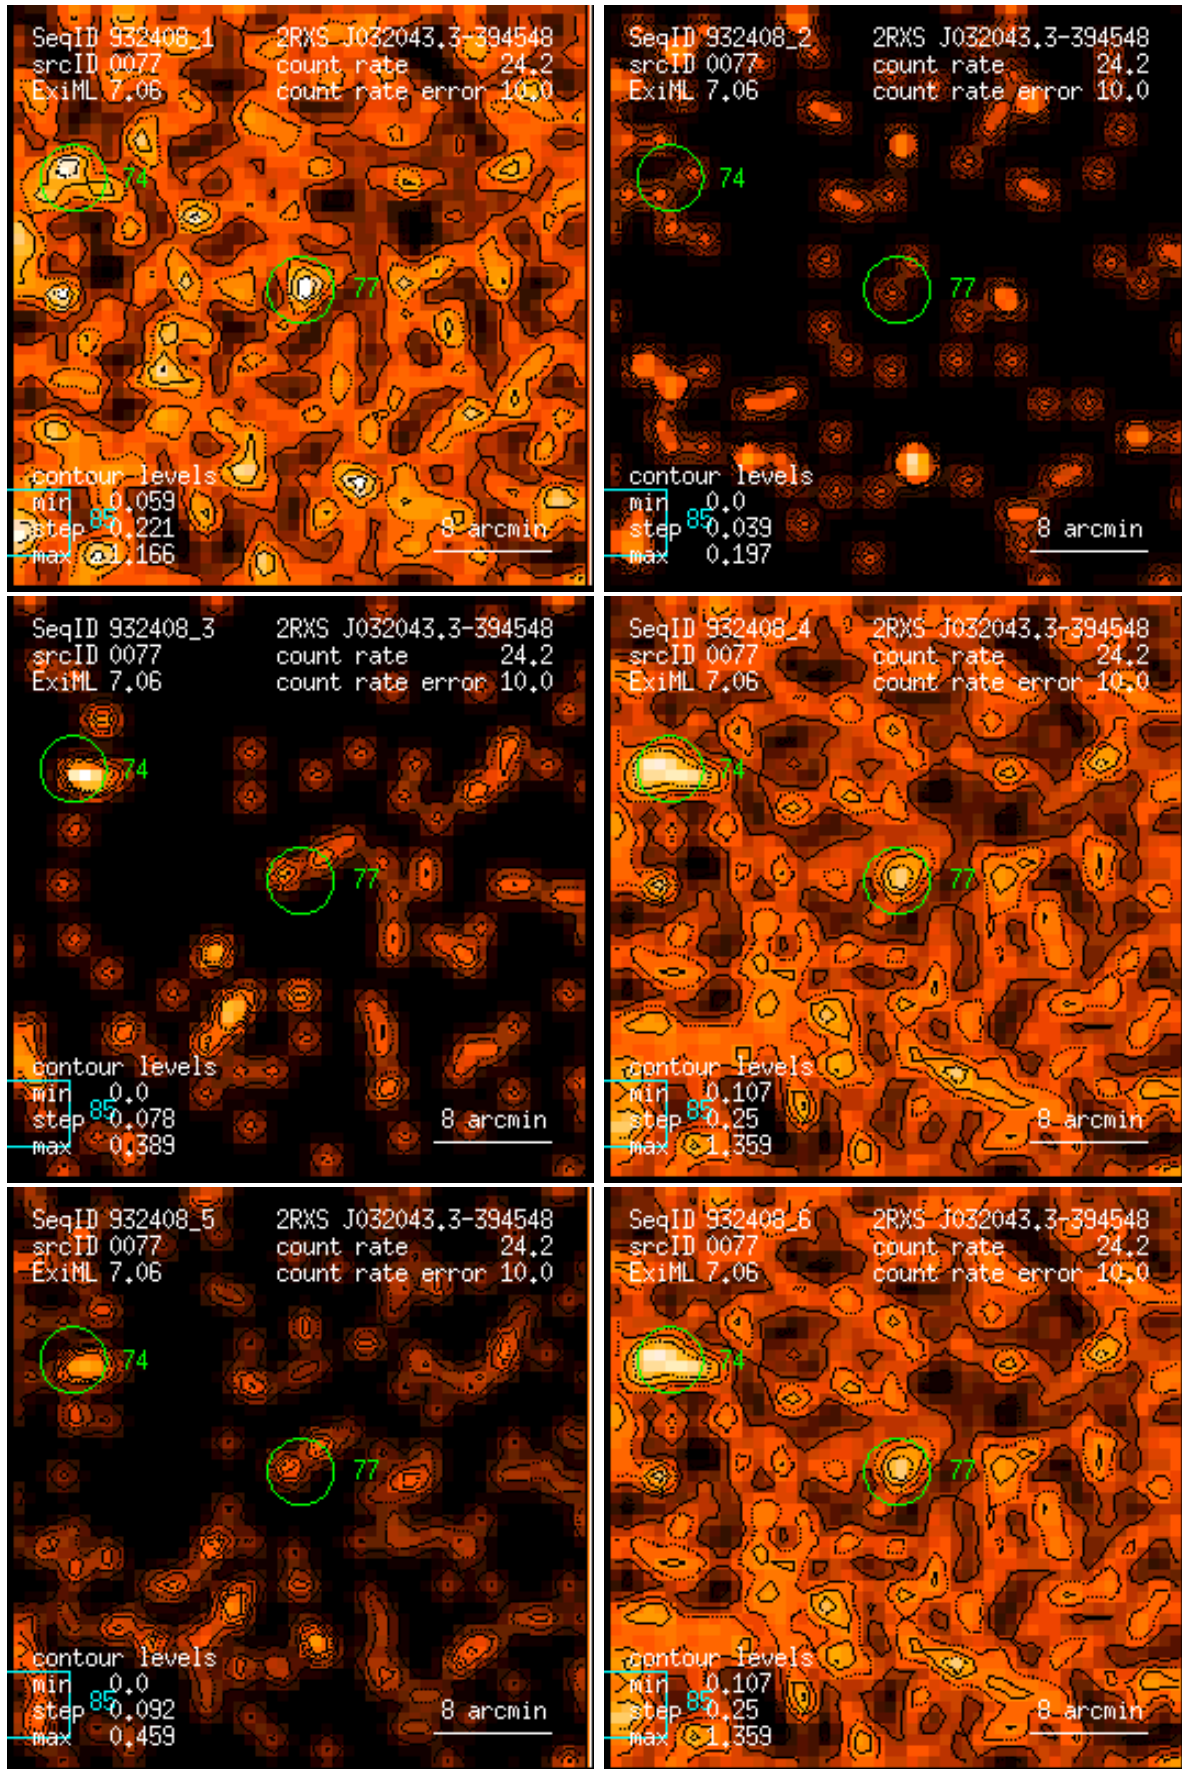 SeqID 932408_1 2RXS J032043.3-394548
srcID 0077 count rate 24.2
ExiML 7.06 count rate error 10.0
74
77
contour levels
min 0.059
85
step 0.221 8 arcmin
max 1.166
SeqID 932408_2 2RXS J032043.3-394548
srcID 0077 count rate 24.2
ExiML 7.06 count rate error 10.0
74
77
contour levels
min 0.0
85
step 0.039 8 arcmin
max 0.197
SeqID 932408_3 2RXS J032043.3-394548
srcID 0077 count rate 24.2
ExiML 7.06 count rate error 10.0
74
77
contour levels
min 0.0
85
step 0.078 8 arcmin
max 0.389
SeqID 932408_4 2RXS J032043.3-394548
srcID 0077 count rate 24.2
ExiML 7.06 count rate error 10.0
74
77
contour levels
min 0.107
85
step 0.25 8 arcmin
max 1.359
SeqID 932408_5 2RXS J032043.3-394548
srcID 0077 count rate 24.2
ExiML 7.06 count rate error 10.0
74
77
contour levels
min 0.0
85
step 0.092 8 arcmin
max 0.459
SeqID 932408_6 2RXS J032043.3-394548
srcID 0077 count rate 24.2
ExiML 7.06 count rate error 10.0
74
77
contour levels
min 0.107
85
step 0.25 8 arcmin
max 1.359